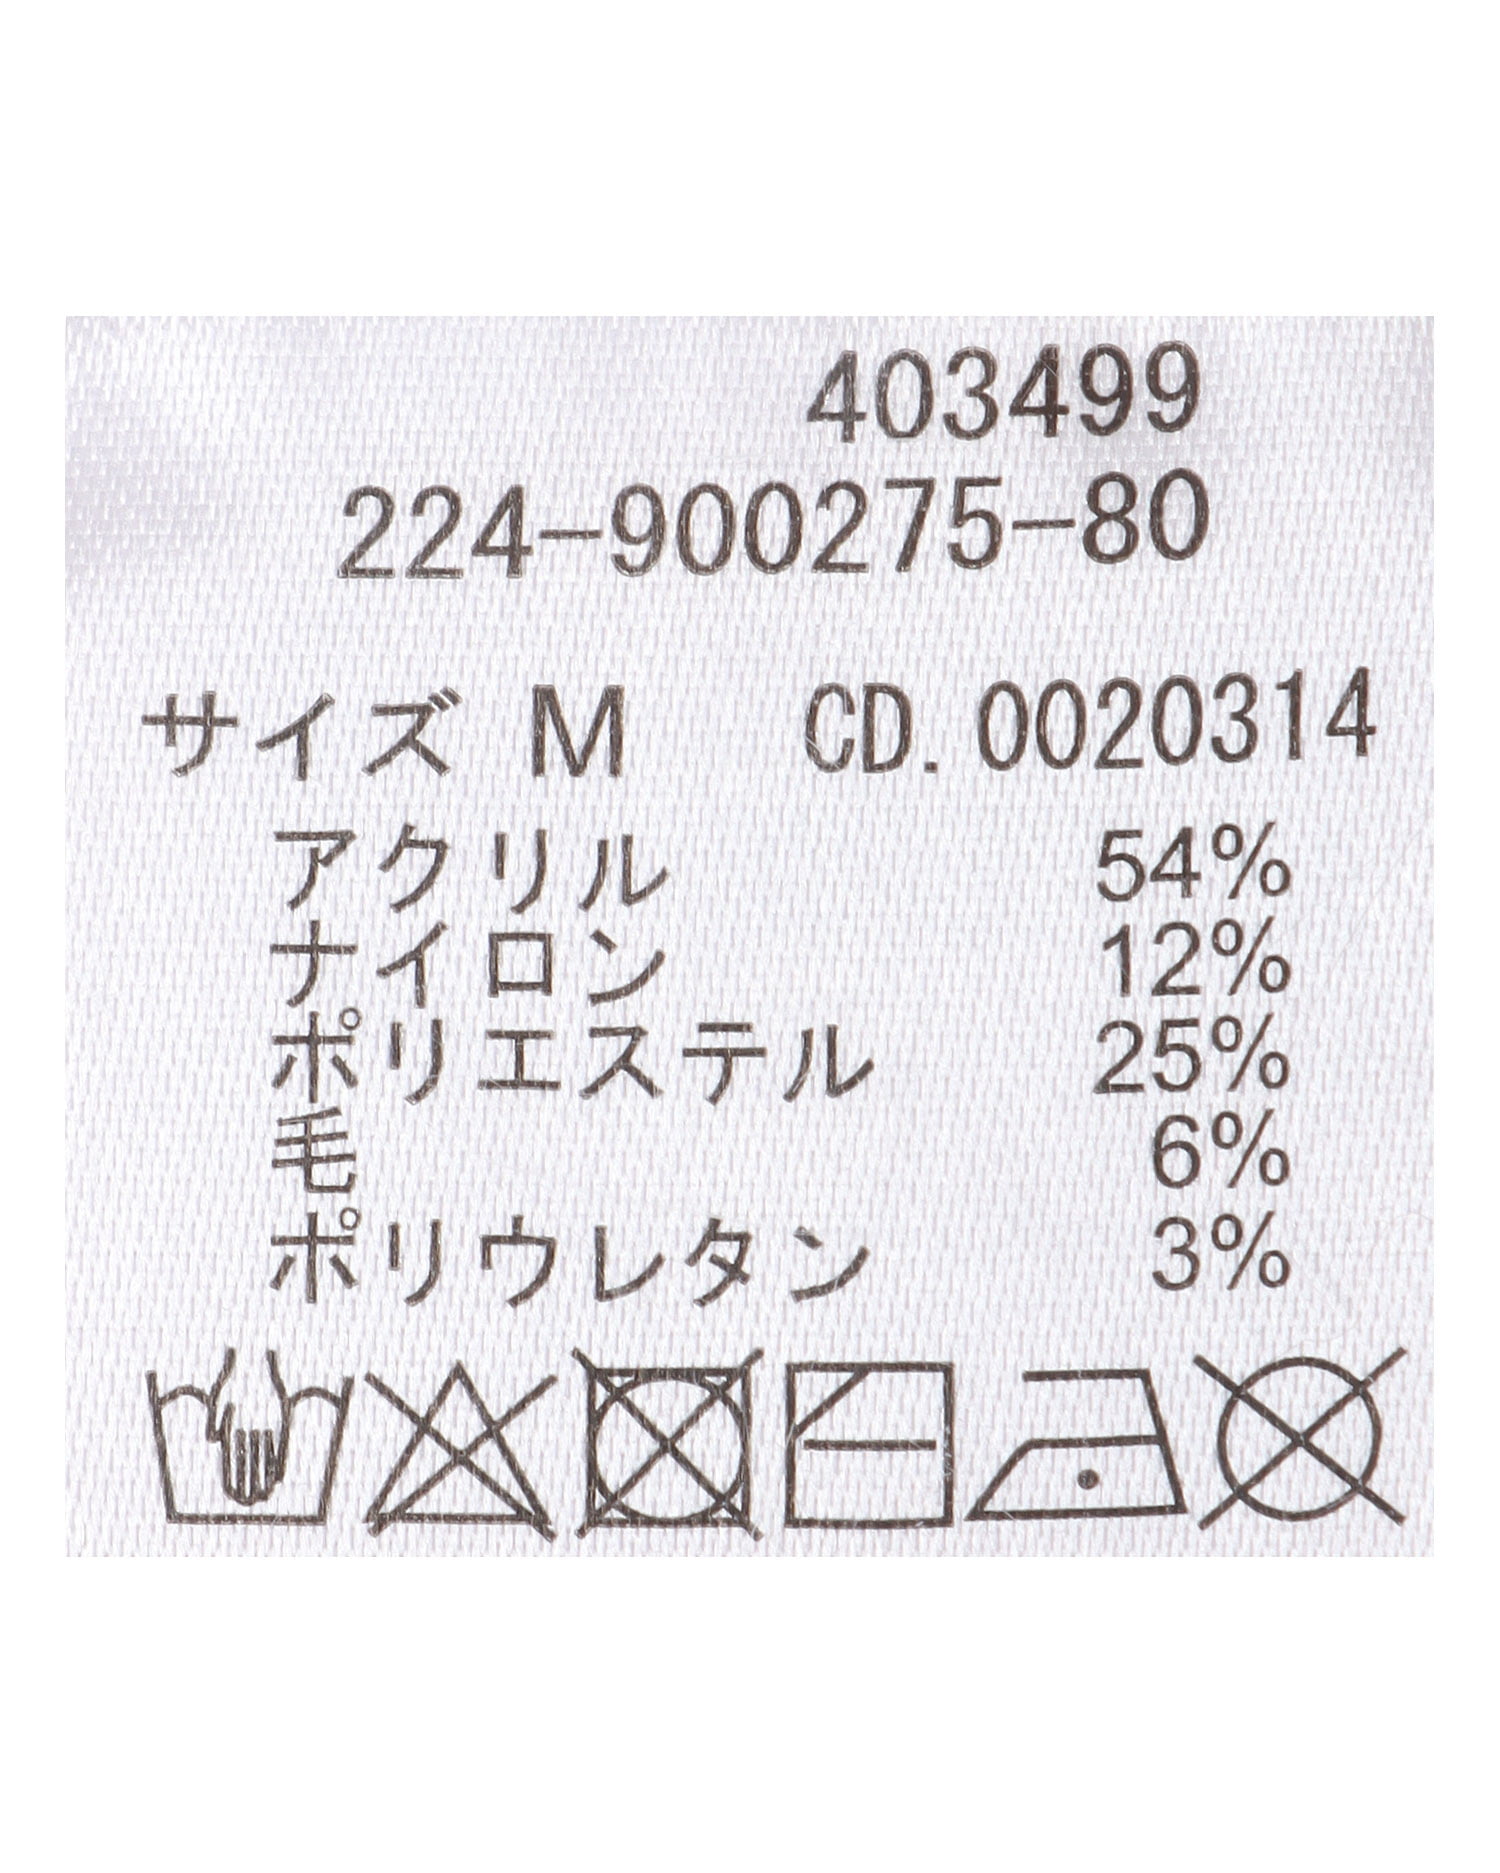 403499
224-900275-80
サイズ M CD.0020314
アクリル 54%
ナイロン 12%
ポリエステル 25%
毛 6%
ポリウレタン 3%